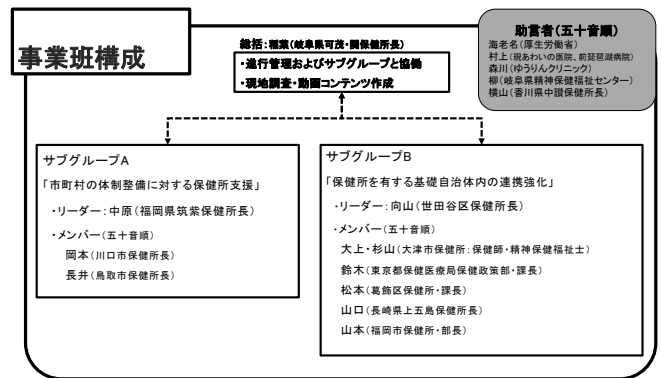 事業班構成
総括:稲葉(岐阜県可茂・関保健所長)
・進行管理およびサブグループと協働
・現地調査・動画コンテンツ作成
助言者(五十音順)
海老名(厚生労働省)
村上(現あわいの医院、前琵琶湖病院)
森川(ゆうりんクリニック)
柳(岐阜県精神保健福祉センター)
横山(香川県中讃保健所長)
サブグループA
「市町村の体制整備に対する保健所支援」
・リーダー:中原(福岡県筑紫保健所長)
・メンバー(五十音順)
岡本(川口市保健所長)
長井(鳥取市保健所長)
サブグループB
「保健所を有する基礎自治体内の連携強化」
・リーダー:向山(世田谷区保健所長)
・メンバー(五十音順)
大上・杉山(大津市保健所:保健師・精神保健福祉士)
鈴木(東京都保健医療局保健政策部・課長)
松本(葛飾区保健所・課長)
山口(長崎県上五島保健所長)
山本(福岡市保健所・部長)